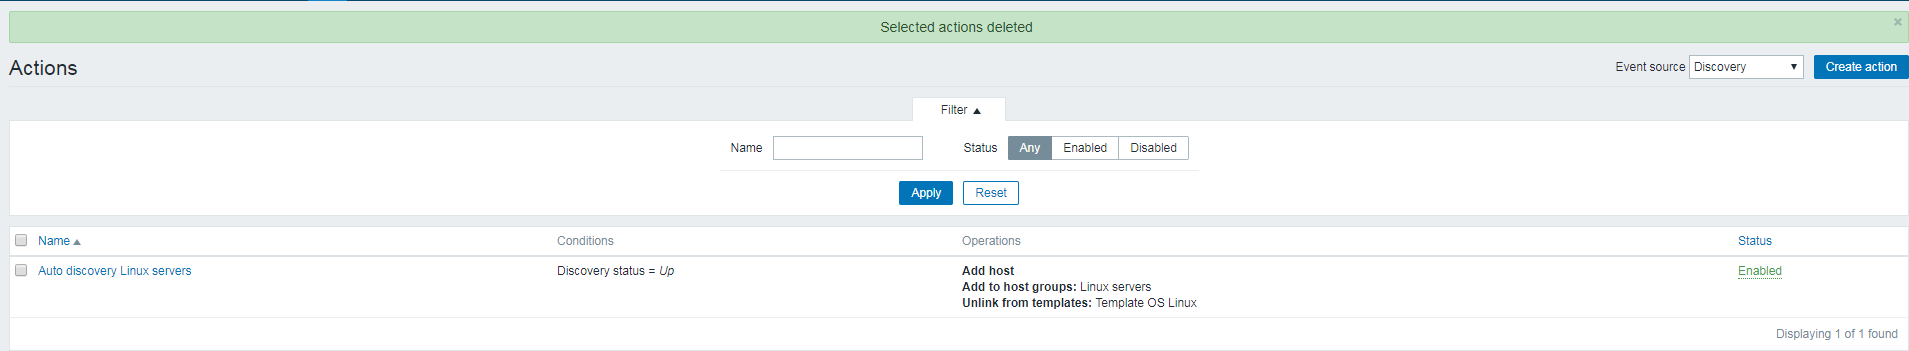 Selected actions deleted
×
Actions
Event source Discovery ▼ Create action
Filter ▲
Name Status Any Enabled Disabled
Apply Reset
Name ▲ Conditions Operations Status
Auto discovery Linux servers Discovery status = Up Add host Enabled
Add to host groups: Linux servers
Unlink from templates: Template OS Linux
Displaying 1 of 1 found